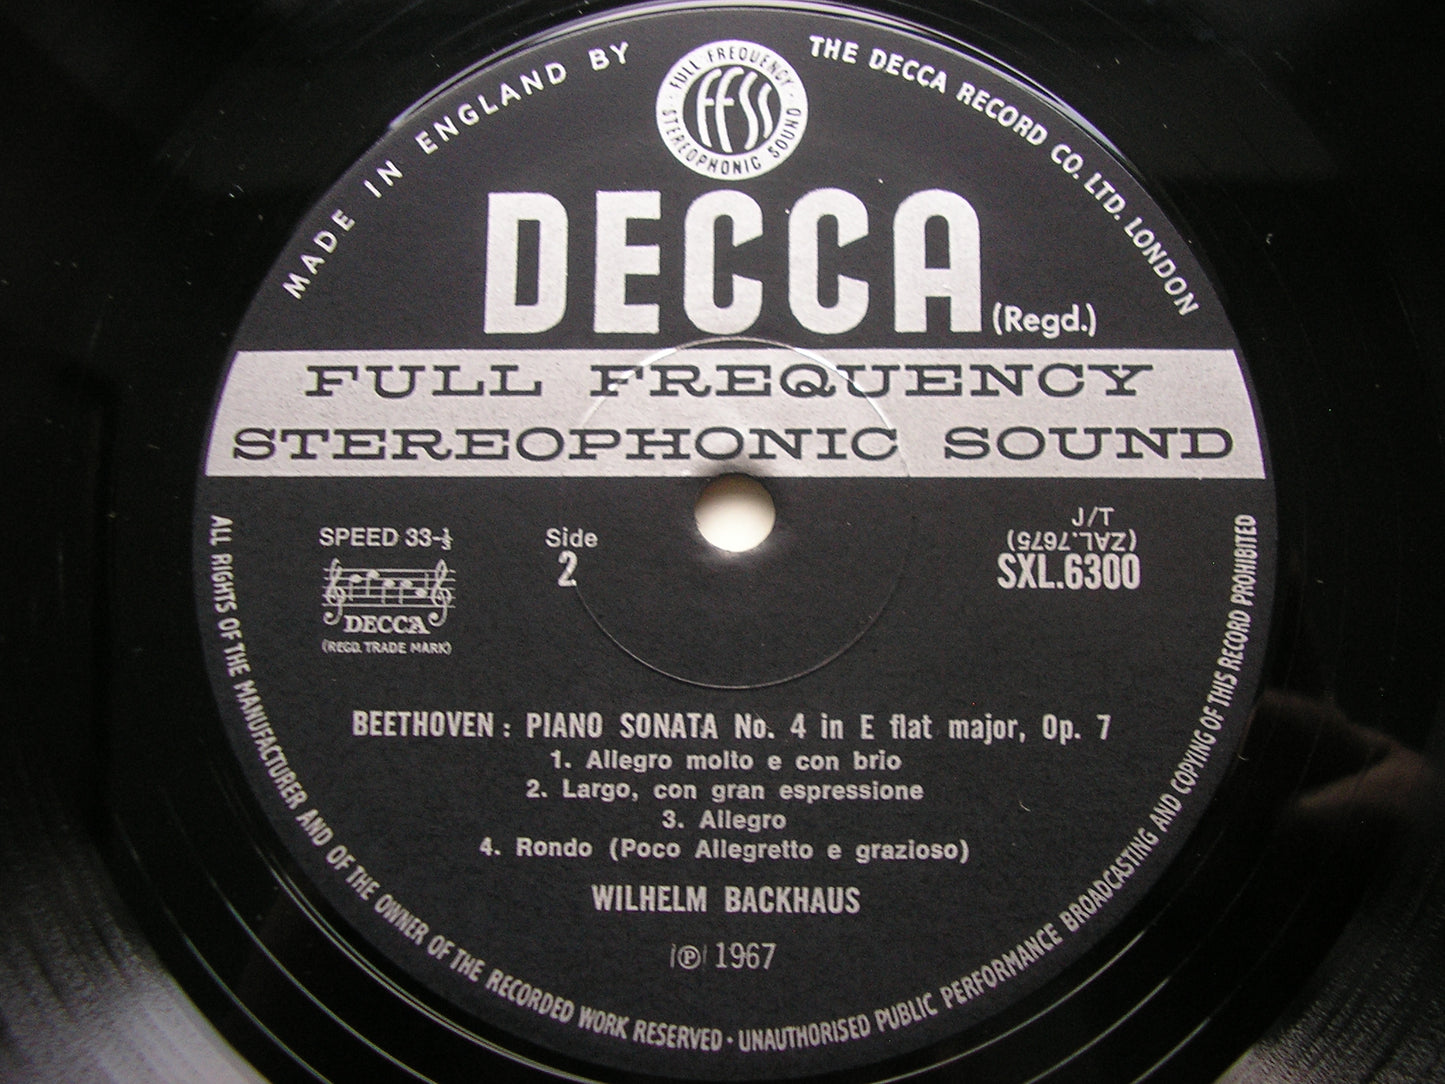 MADE IN ENGLAND BY
THE DECCA RECORD CO. LTD. LONDON
FULL FREQUENCY
ffss
STEREOPHONIC SOUND
DECCA
(Regd.)
FULL FREQUENCY
STEREOPHONIC SOUND
SPEED 33-⅓
DECCA
(REGD. TRADE MARK)
Side
2
J/T
(ZAL.7675)
SXL.6300
BEETHOVEN: PIANO SONATA No. 4 in E flat major, Op. 7
1. Allegro molto e con brio
2. Largo, con gran espressione
3. Allegro
4. Rondo (Poco Allegretto e grazioso)
WILHELM BACKHAUS
℗ 1967
ALL RIGHTS OF THE MANUFACTURER AND OF THE OWNER OF THE RECORDED WORK RESERVED · UNAUTHORISED PUBLIC PERFORMANCE BROADCASTING AND COPYING OF THIS RECORD PROHIBITED